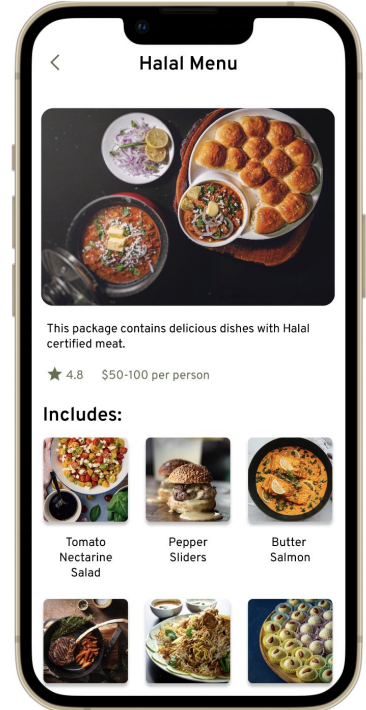 Halal Menu
This package contains delicious dishes with Halal
certified meat.
4.8 $50-100 per person
Includes:
Tomato
Nectarine
Salad
Pepper
Sliders
Butter
Salmon